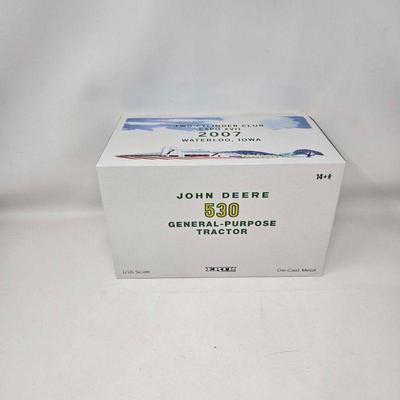 TWO-CYLINDER CLUB
EXPO XVII
2007
WATERLOO, IOWA
14+
JOHN DEERE
530
GENERAL-PURPOSE
TRACTOR
1/16 Scale
ERTL
Die-Cast Metal